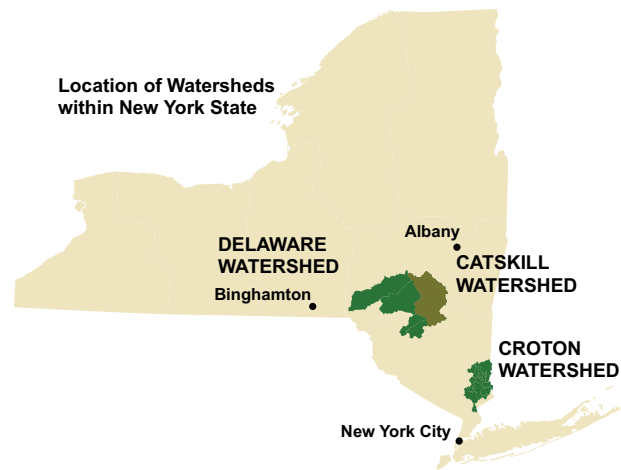 Location of Watersheds
within New York State
Albany
DELAWARE
WATERSHED
CATSKILL
WATERSHED
Binghamton
CROTON
WATERSHED
New York City